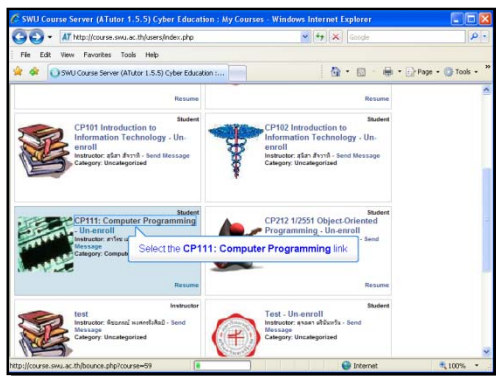 SWU Course Server (ATutor 1.5.5) Cyber Education : My Courses - Windows Internet Explorer
AT http://course.swu.ac.th/users/index.php
Google
File Edit View Favorites Tools Help
SWU Course Server (ATutor 1.5.5) Cyber Education :...
Page Tools
Resume
Resume
Student
CP101 Introduction to
Information Technology - Un-
enroll
Instructor: - Send Message
Category: Uncategorized
Student
CP102 Introduction to
Information Technology - Un-
enroll
Instructor: - Send Message
Category: Uncategorized
Student
CP111: Computer Programming
- Un-enroll
Instructor:
Message
Category:
Resume
Student
CP212 1/2551 Object-Oriented
Programming - Un-enroll
- Send
Resume
Select the CP111: Computer Programming link
Instructor
test
Instructor: - Send
Message
Category: Uncategorized
Student
Test - Un-enroll
Instructor: - Send
Message
Category: Uncategorized
http://course.swu.ac.th/bounce.php?course=59
Internet
100%